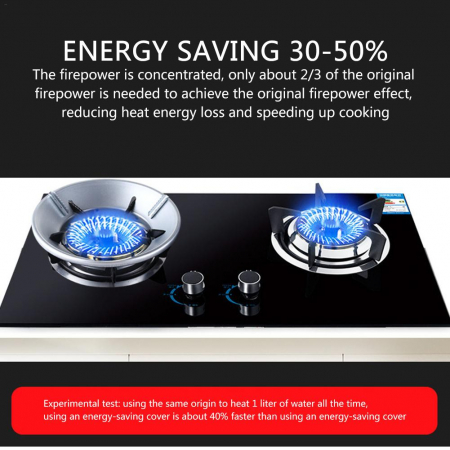 ENERGY SAVING 30-50%
The firepower is concentrated, only about 2/3 of the original
firepower is needed to achieve the original firepower effect,
reducing heat energy loss and speeding up cooking
Experimental test: using the same origin to heat 1 liter of water all the time,
using an energy-saving cover is about 40% faster than using an energy-saving cover